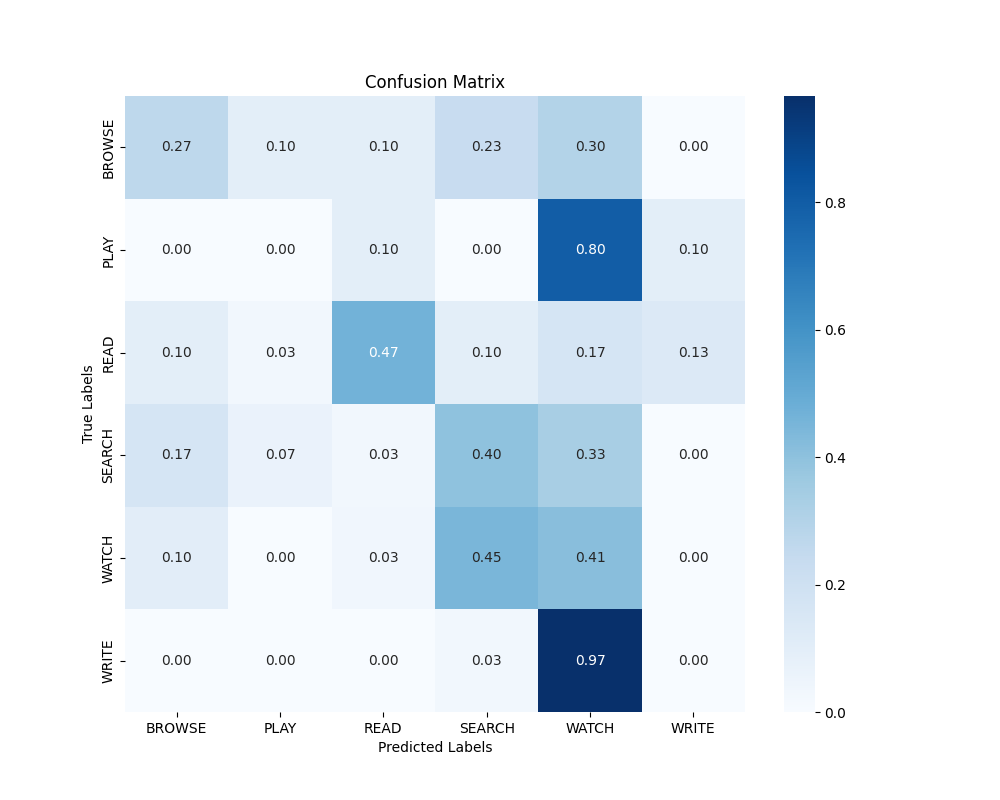 Confusion Matrix
BROWSE 0.27 0.10 0.10 0.23 0.30 0.00
PLAY 0.00 0.00 0.10 0.00 0.80 0.10
READ 0.10 0.03 0.47 0.10 0.17 0.13
SEARCH 0.17 0.07 0.03 0.40 0.33 0.00
WATCH 0.10 0.00 0.03 0.45 0.41 0.00
WRITE 0.00 0.00 0.00 0.03 0.97 0.00
BROWSE PLAY READ SEARCH WATCH WRITE
Predicted Labels
True Labels
0.8
0.6
0.4
0.2
0.0